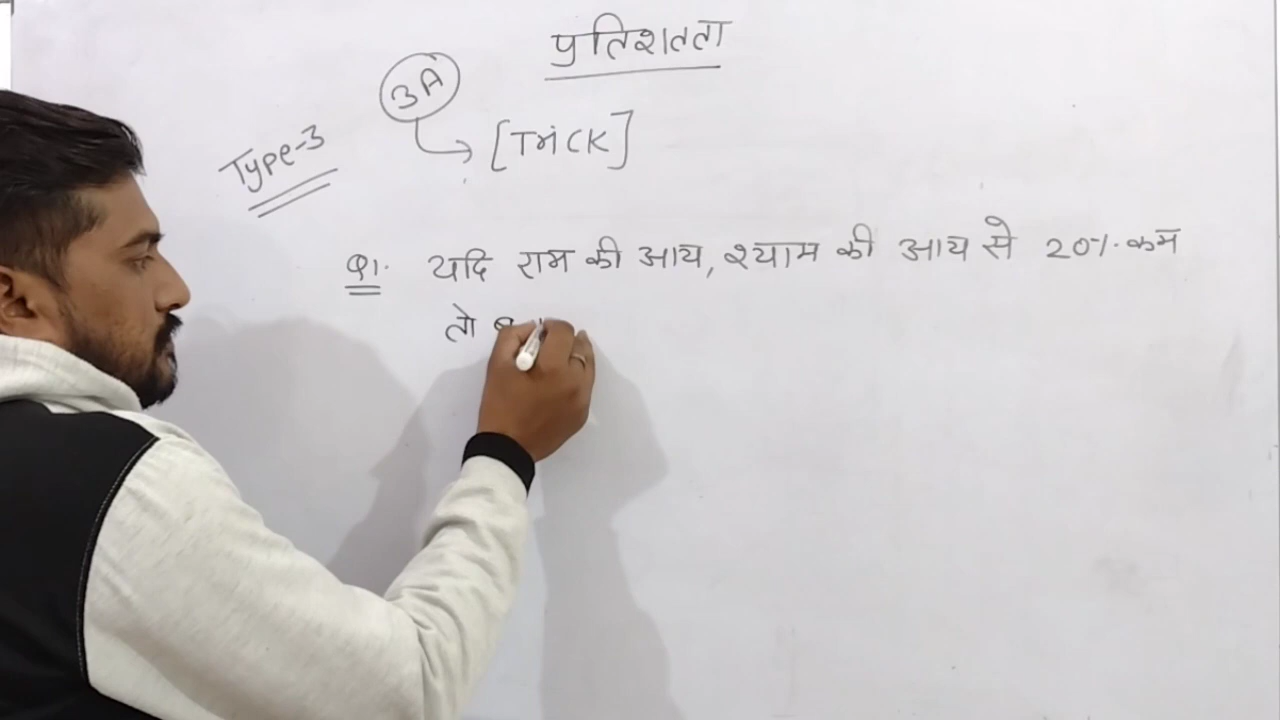 प्रतिशतता
3A
[Trick]
Type-3
Q1. यदि राम की आय, श्याम की आय से 20% कम
तो